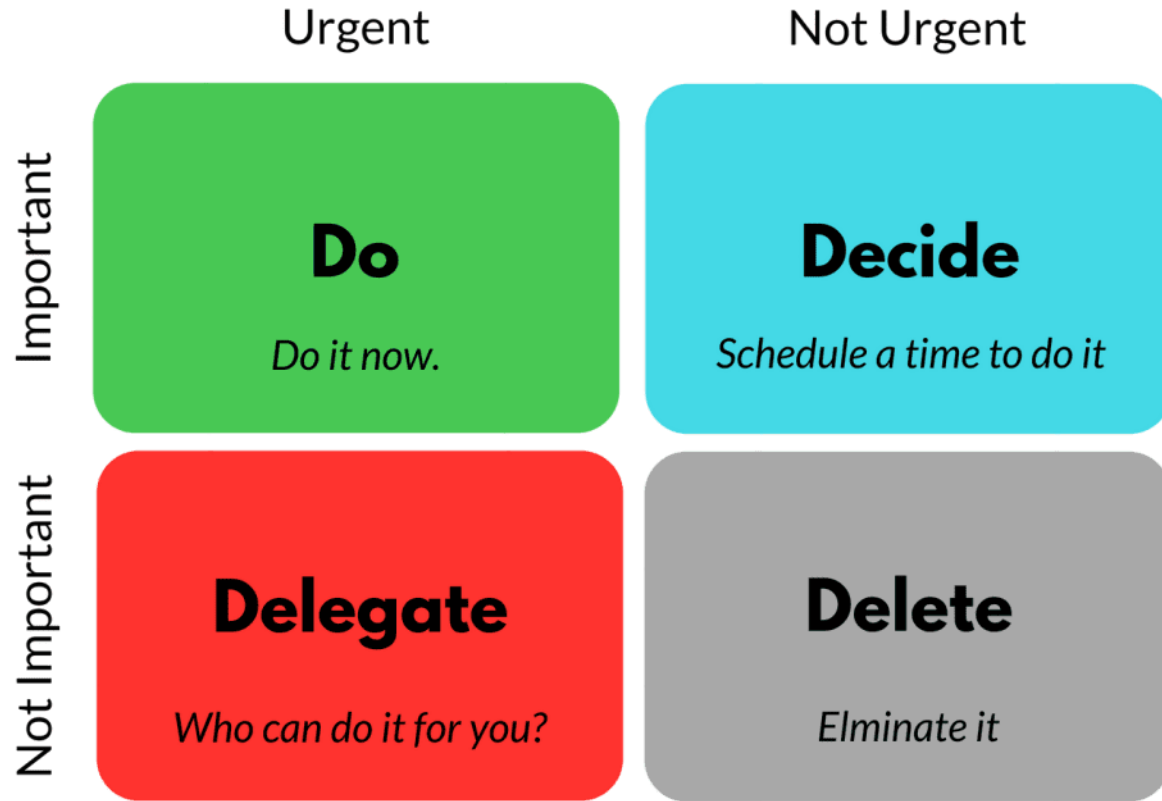 Urgent
Not Urgent
Important
Do
Do it now.
Decide
Schedule a time to do it
Not Important
Delegate
Who can do it for you?
Delete
Elminate it